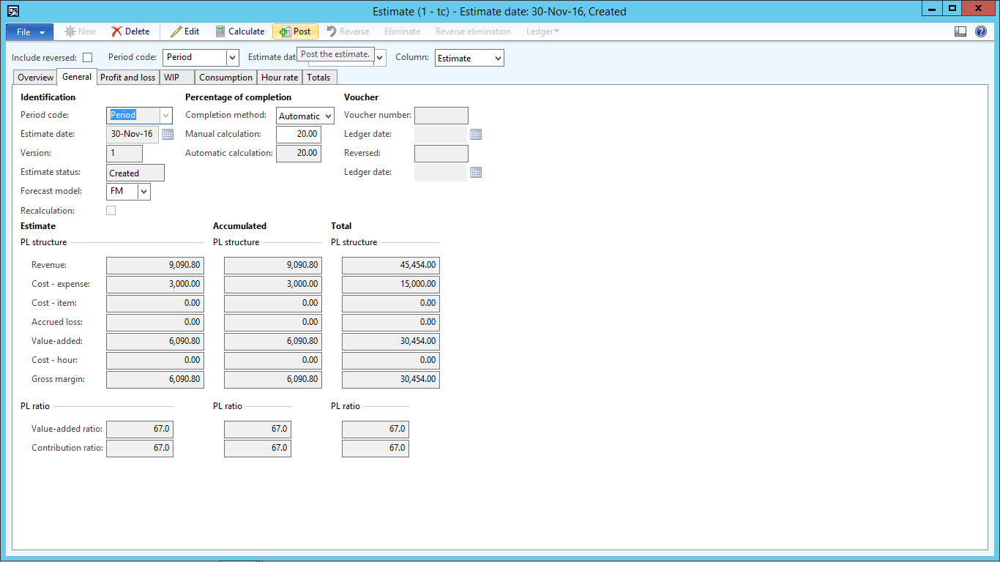 Estimate (1 - tc) - Estimate date: 30-Nov-16, Created
File New Delete Edit Calculate Post Reverse Eliminate Reverse elimination Ledger
Include reversed: Period code: Period Estimate dat Post the estimate. Column: Estimate
Overview General Profit and loss WIP Consumption Hour rate Totals
Identification Percentage of completion Voucher
Period code: Period Completion method: Automatic Voucher number:
Estimate date: 30-Nov-16 Manual calculation: 20.00 Ledger date:
Version: 1 Automatic calculation: 20.00 Reversed:
Estimate status: Created Ledger date:
Forecast model: FM
Recalculation:
Estimate Accumulated Total
PL structure PL structure PL structure
Revenue: 9,090.80 9,090.80 45,454.00
Cost - expense: 3,000.00 3,000.00 15,000.00
Cost - item: 0.00 0.00 0.00
Accrued loss: 0.00 0.00 0.00
Value-added: 6,090.80 6,090.80 30,454.00
Cost - hour: 0.00 0.00 0.00
Gross margin: 6,090.80 6,090.80 30,454.00
PL ratio PL ratio PL ratio
Value-added ratio: 67.0 67.0 67.0
Contribution ratio: 67.0 67.0 67.0